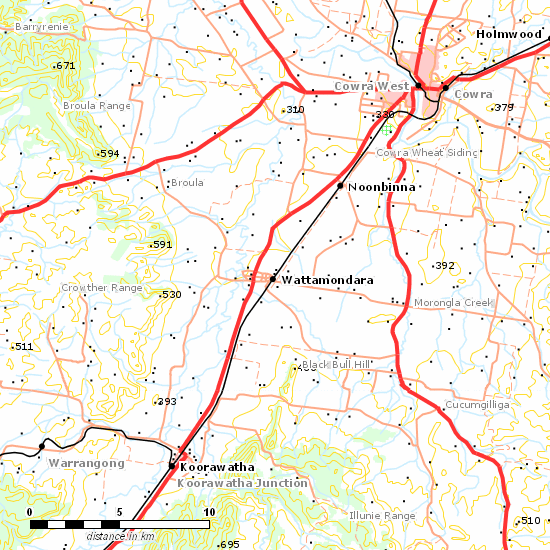 Barryrenie
Holmwood
.671
Cowra West
Cowra
Broula Range
.310
.330
.379
.594
Cowra Wheat Siding
Broula
Noonbinna
.591
.392
Crowther Range
.530
Wattamondara
Morongla Creek
.511
Black Bull Hill
.393
Cucumgilliga
Warrangong
Koorawatha
Koorawatha Junction
0 5 10
distance in km
Illunie Range
.510
.695